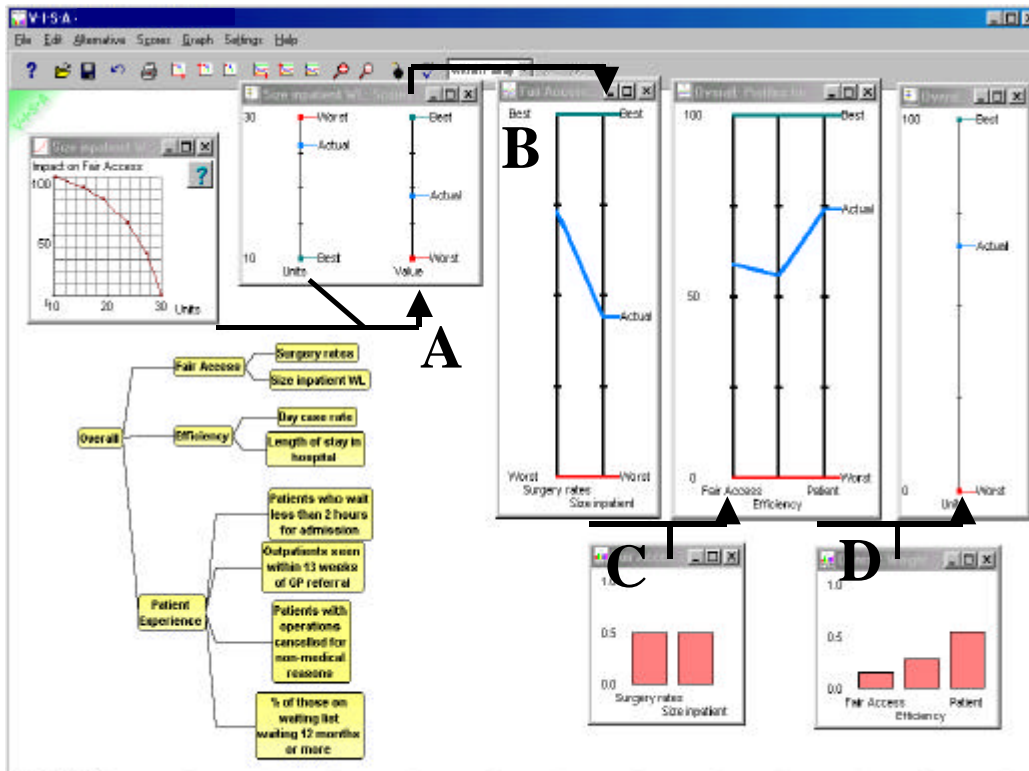 V·I·S·A·
File Edit Alternative Scores Graph Settings Help
V·I·S·A
Size inpatient WL
Impact on Fair Access
100
50
10 20 30 Units
?
Size inpatient WL
30
Worst
Best
Actual
Actual
10
Best
Worst
Units
Value
A
B
Fair Access
Best
Best
Actual
Worst
Worst
Surgery rates
Size inpatient
Overall
100
Best
Actual
50
0
Worst
Fair Access
Patient
Efficiency
100
Best
Actual
0
Worst
Overall
Fair Access
Surgery rates
Size inpatient WL
Efficiency
Day case rate
Length of stay in
hospital
Patient
Experience
Patients who wait
less than 2 hours
for admission
Outpatients seen
within 13 weeks
of GP referral
Patients with
operations
cancelled for
non-medical
reasons
% of those on
waiting list
waiting 12 months
or more
C
1.0
0.5
0.0
Surgery rates
Size inpatient
D
0.5
0.0
Fair Access
Patient
Efficiency